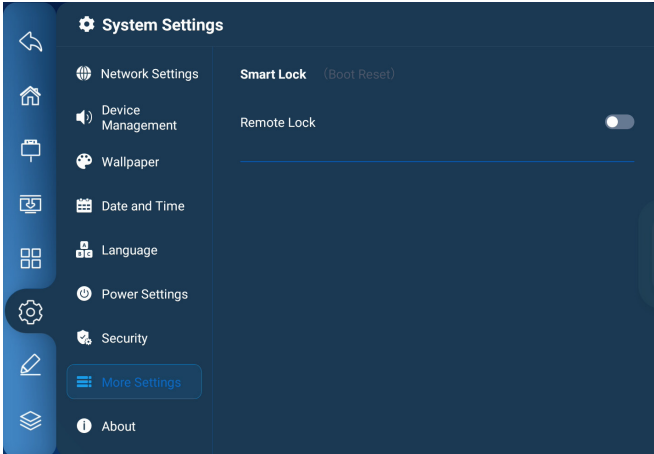 System Settings
Network Settings
Smart Lock (Boot Reset)
Device
Management
Remote Lock
Wallpaper
Date and Time
A
B C
Language
Power Settings
Security
More Settings
About